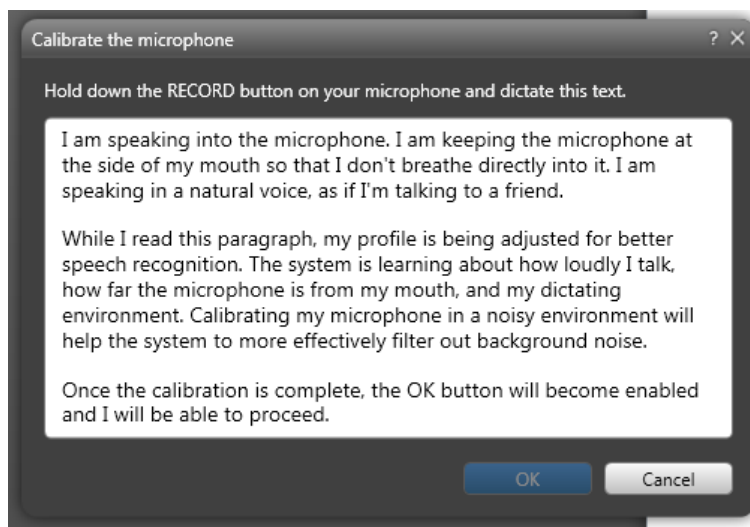 Calibrate the microphone
Hold down the RECORD button on your microphone and dictate this text.
I am speaking into the microphone. I am keeping the microphone at
the side of my mouth so that I don't breathe directly into it. I am
speaking in a natural voice, as if I'm talking to a friend.
While I read this paragraph, my profile is being adjusted for better
speech recognition. The system is learning about how loudly I talk,
how far the microphone is from my mouth, and my dictating
environment. Calibrating my microphone in a noisy environment will
help the system to more effectively filter out background noise.
Once the calibration is complete, the OK button will become enabled
and I will be able to proceed.
OK Cancel